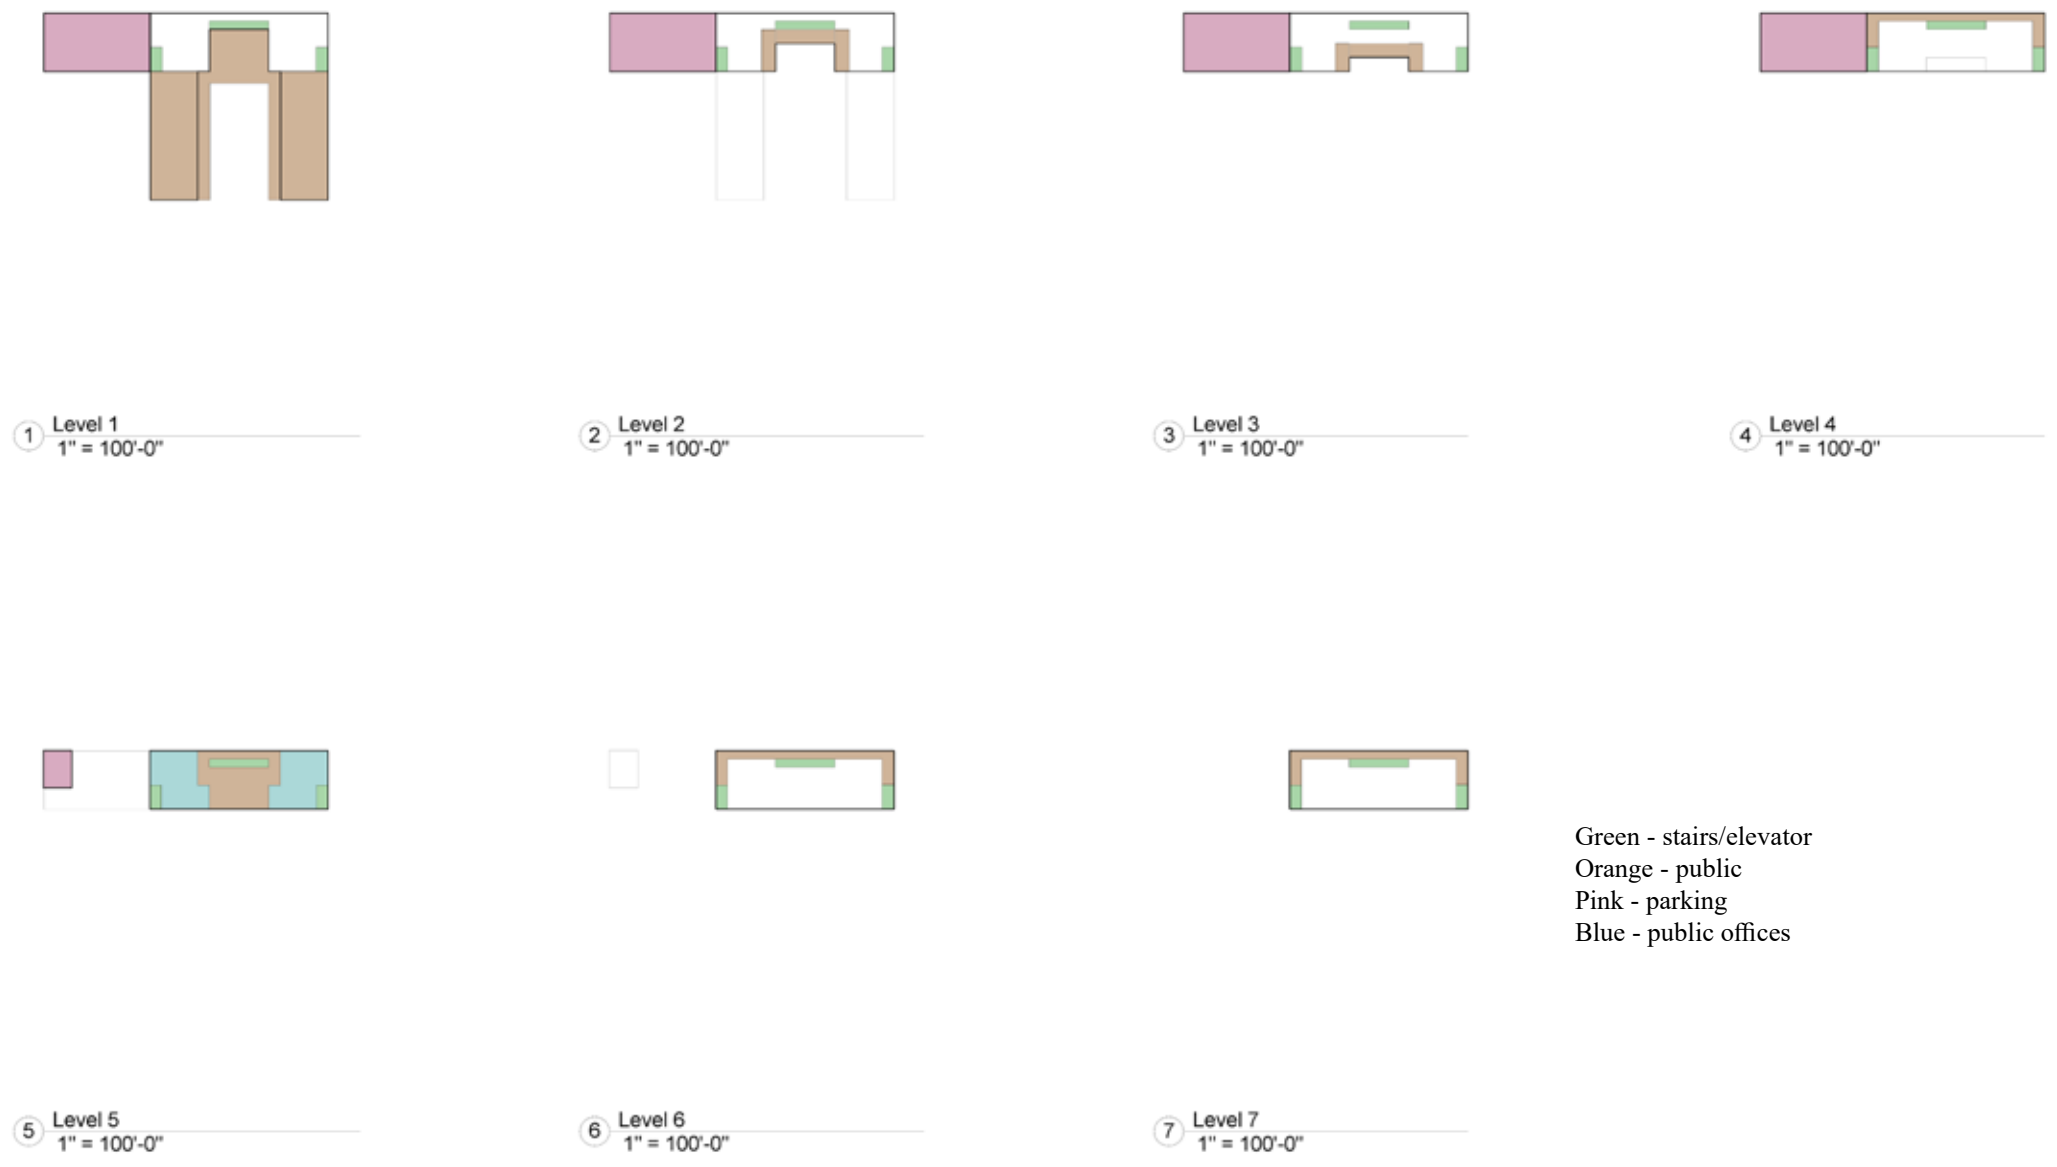 1 Level 1
1" = 100'-0"
2 Level 2
1" = 100'-0"
3 Level 3
1" = 100'-0"
4 Level 4
1" = 100'-0"
Green - stairs/elevator
Orange - public
Pink - parking
Blue - public offices
5 Level 5
1" = 100'-0"
6 Level 6
1" = 100'-0"
7 Level 7
1" = 100'-0"